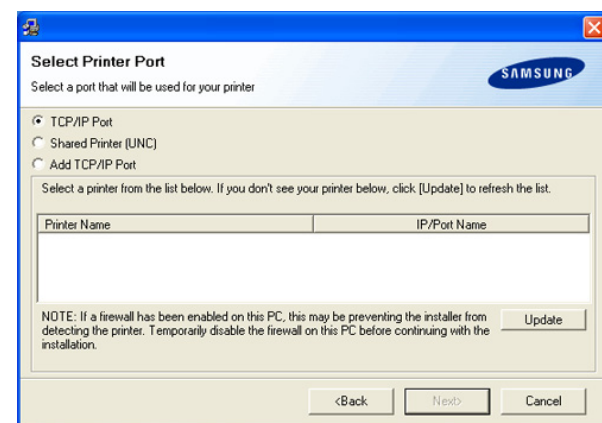 Select Printer Port
Select a port that will be used for your printer
SAMSUNG
TCP/IP Port
Shared Printer (UNC)
Add TCP/IP Port
Select a printer from the list below. If you don't see your printer below, click [Update] to refresh the list.
Printer Name IP/Port Name
NOTE: If a firewall has been enabled on this PC, this may be preventing the installer from
detecting the printer. Temporarily disable the firewall on this PC before continuing with the
installation.
Update
<Back Next> Cancel